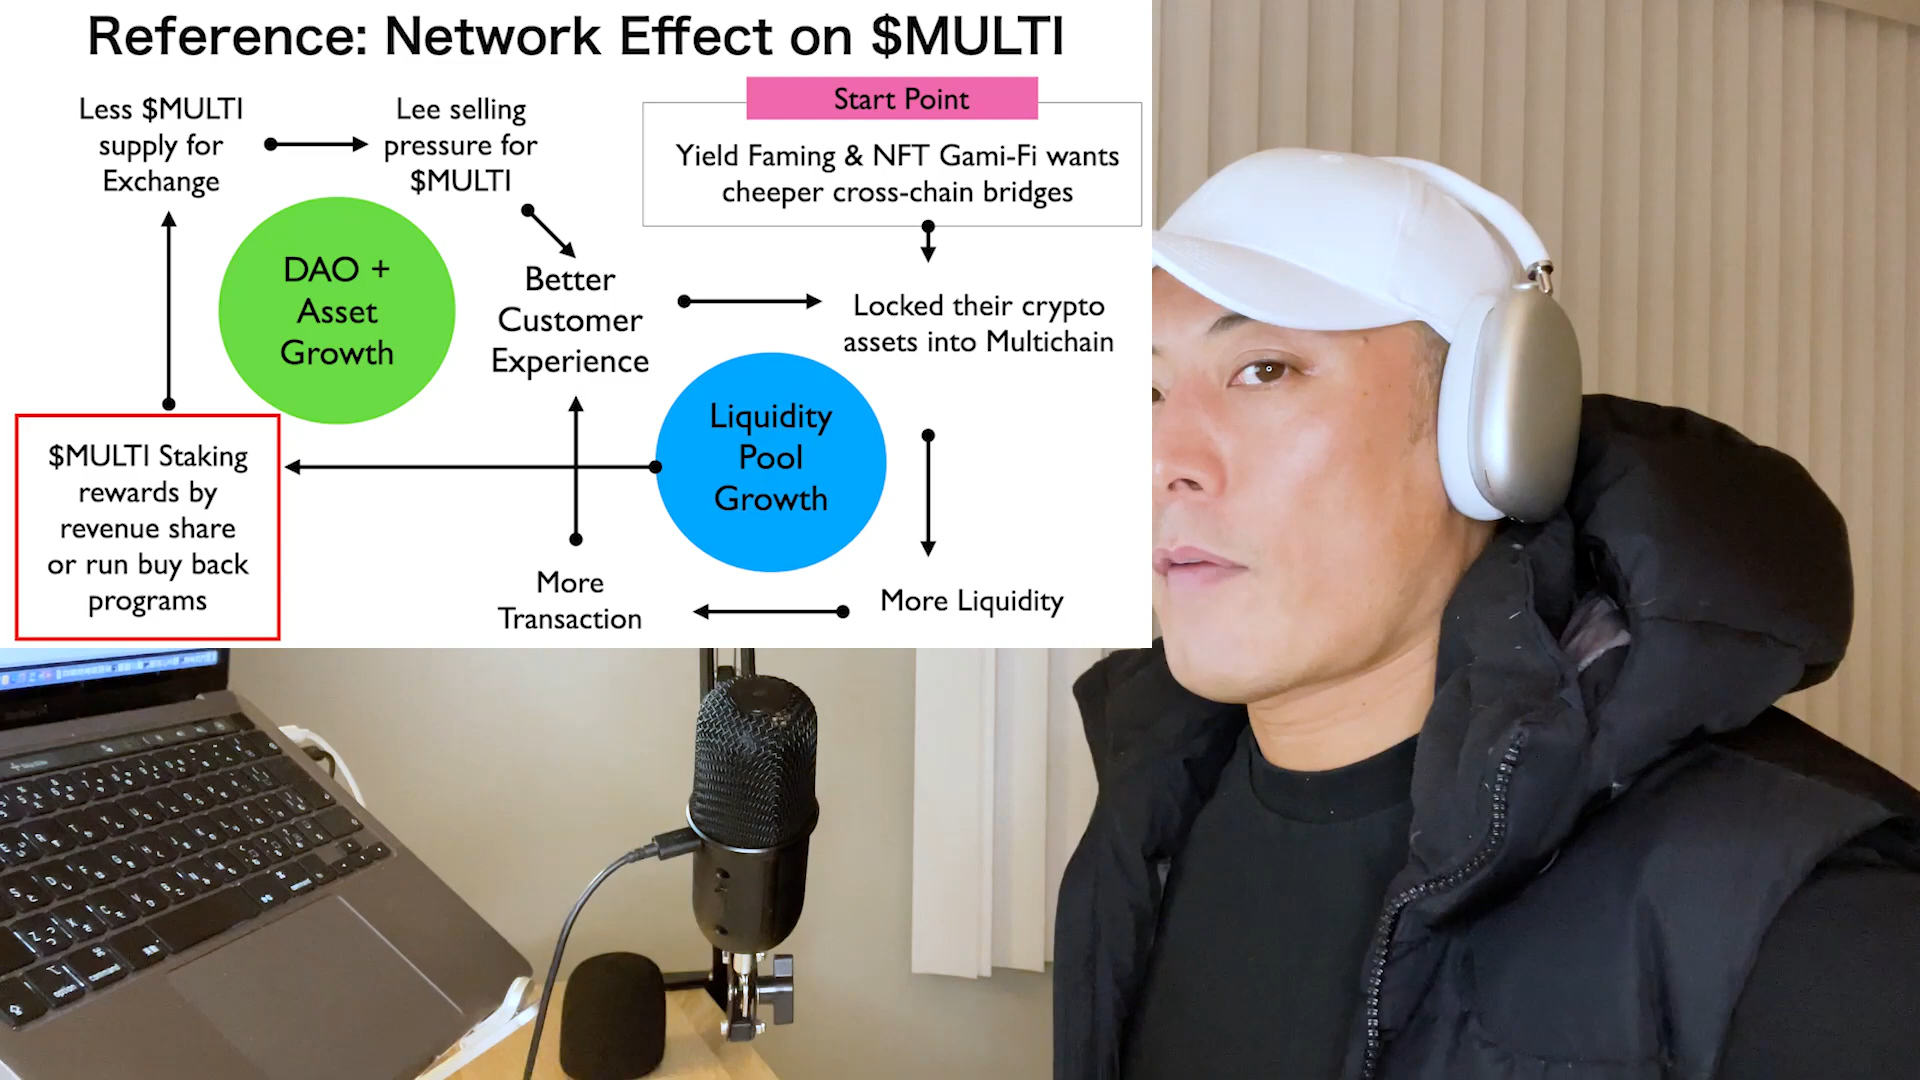 Reference: Network Effect on $MULTI
Less $MULTI
supply for
Exchange
Lee selling
pressure for
$MULTI
Start Point
Yield Faming & NFT Gami-Fi wants
cheeper cross-chain bridges
DAO +
Asset
Growth
Better
Customer
Experience
Locked their crypto
assets into Multichain
Liquidity
Pool
Growth
$MULTI Staking
rewards by
revenue share
or run buy back
programs
More
Transaction
More Liquidity
option